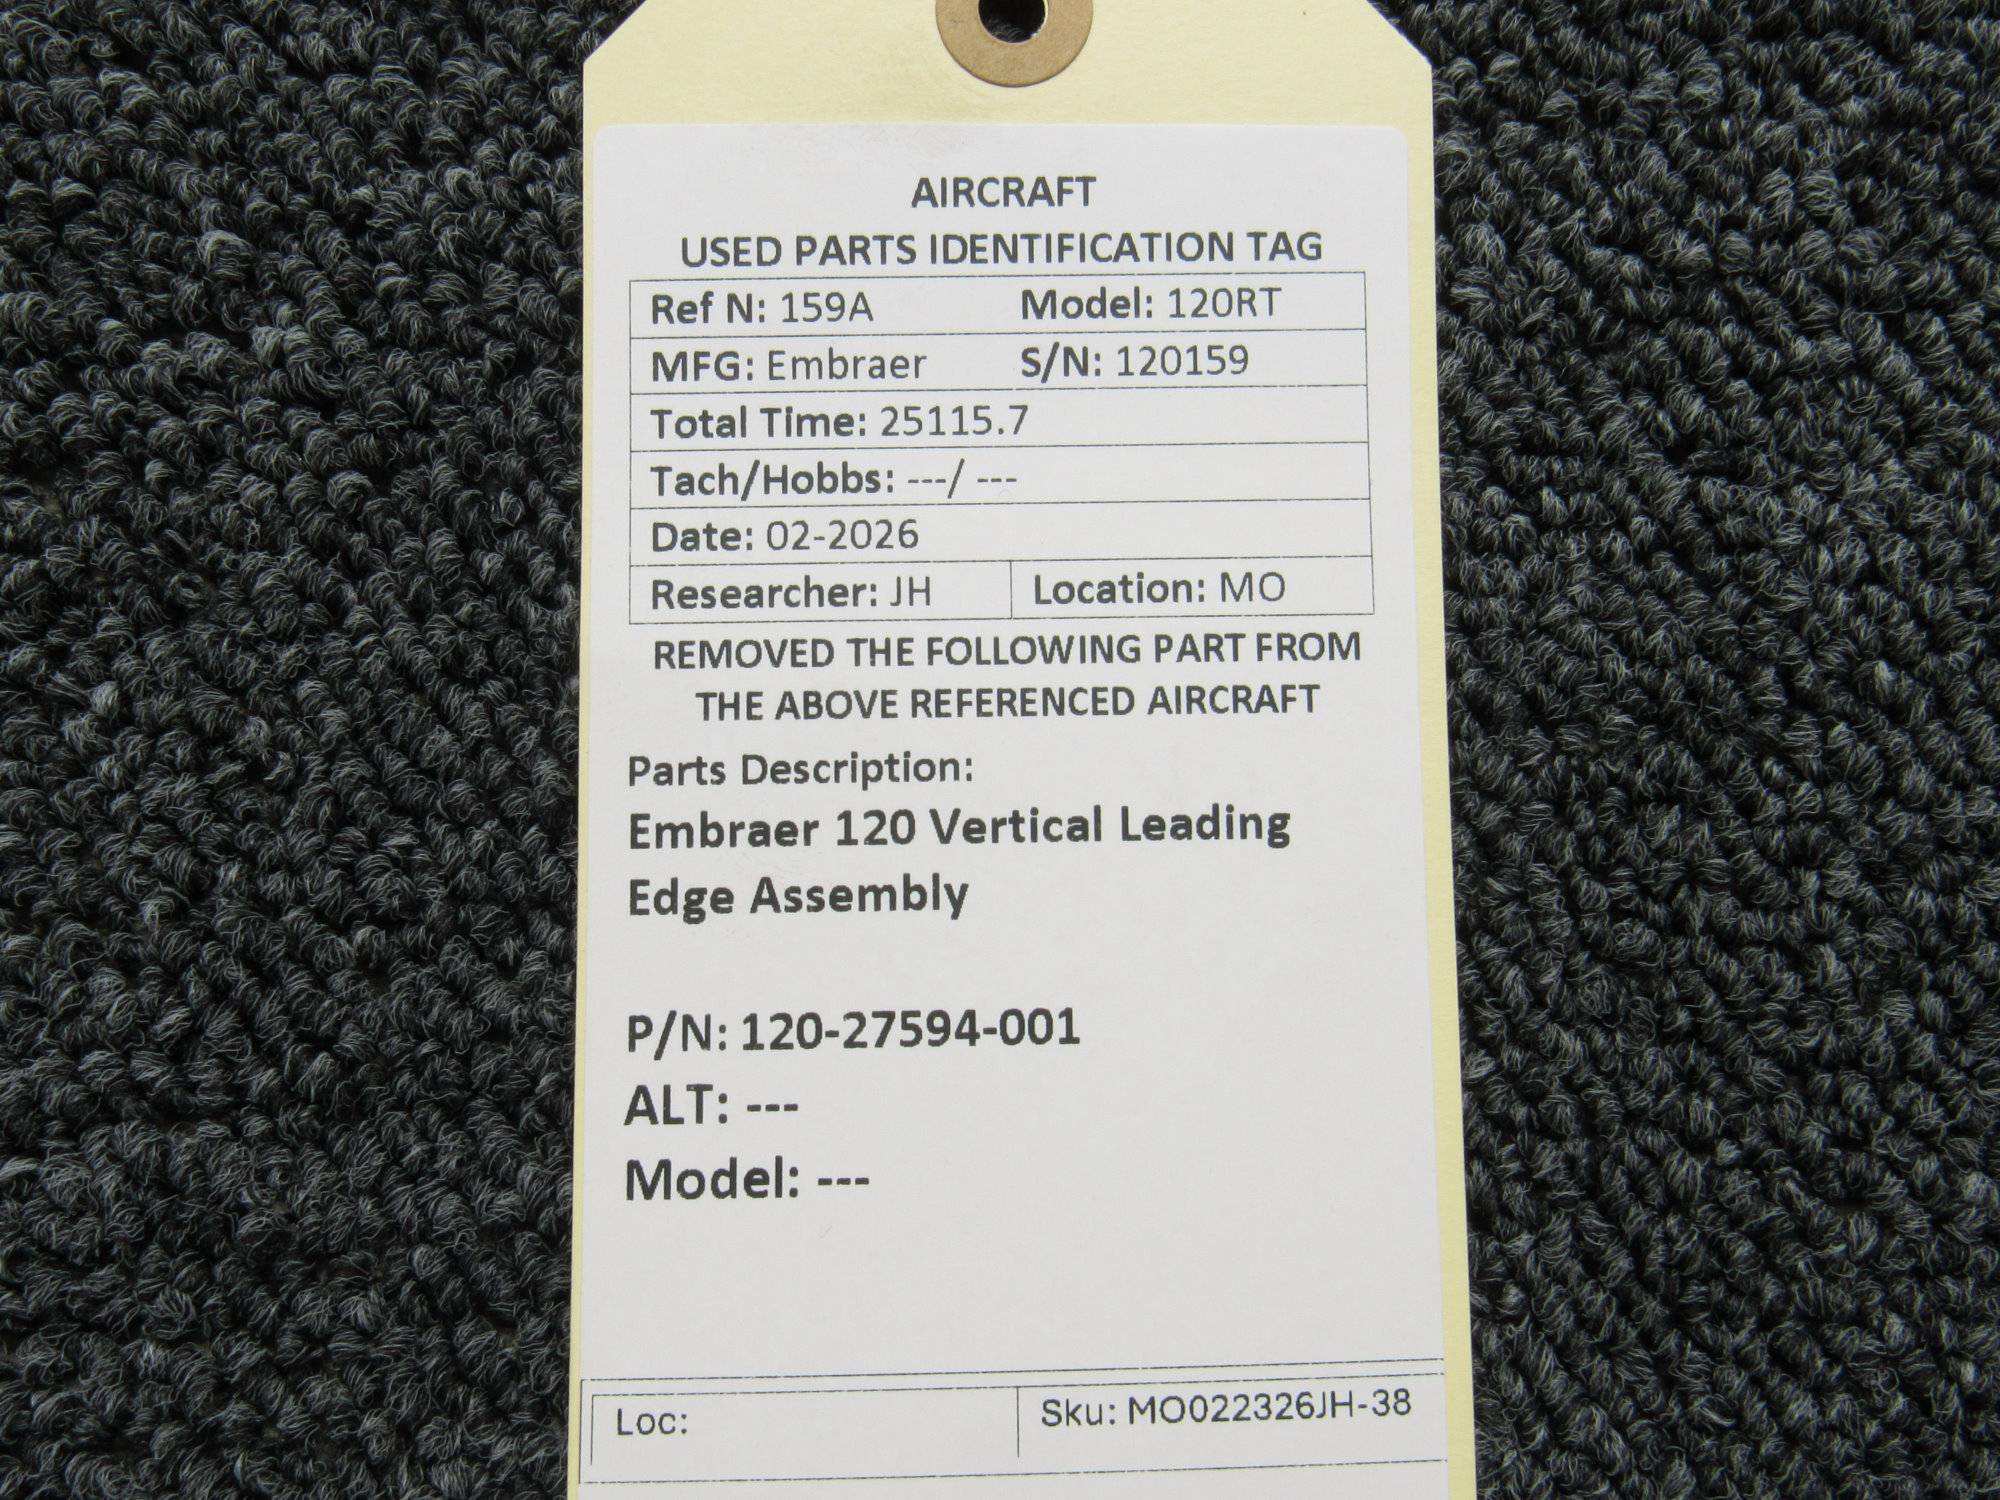 AIRCRAFT
USED PARTS IDENTIFICATION TAG
Ref N: 159A Model: 120RT
MFG: Embraer S/N: 120159
Total Time: 25115.7
Tach/Hobbs: ---/ ---
Date: 02-2026
Researcher: JH Location: MO
REMOVED THE FOLLOWING PART FROM
THE ABOVE REFERENCED AIRCRAFT
Parts Description:
Embraer 120 Vertical Leading
Edge Assembly
P/N: 120-27594-001
ALT: ---
Model: ---
Loc: Sku: MO022326JH-38